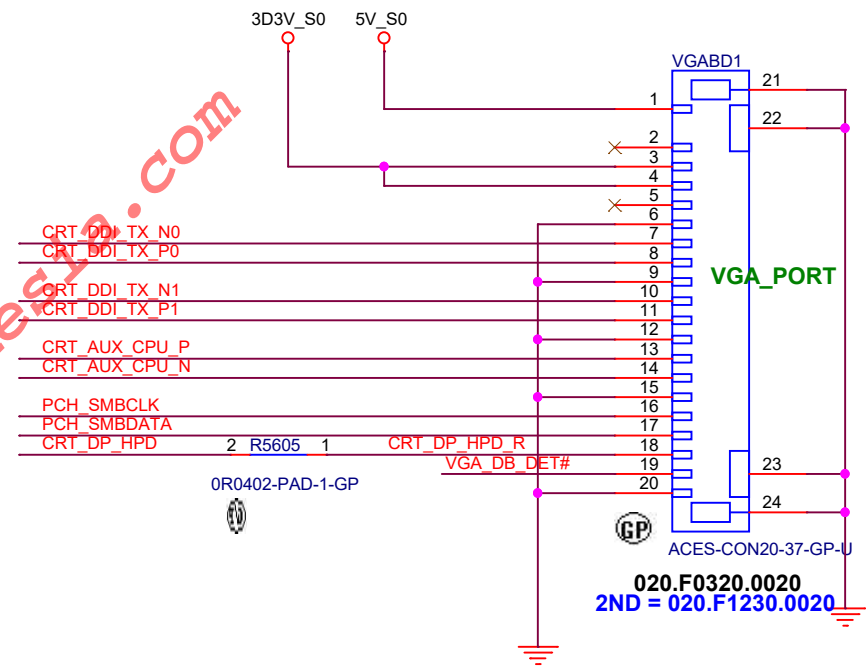 3D3V_S0 5V_S0
VGABD1
21
1
22
2
3
4
5
6
CRT_DDI_TX_N0 7
CRT_DDI_TX_P0 8
9
VGA_PORT
CRT_DDI_TX_N1 10
CRT_DDI_TX_P1 11
12
CRT_AUX_CPU_P 13
CRT_AUX_CPU_N 14
15
PCH_SMBCLK 16
PCH_SMBDATA 17
CRT_DP_HPD 2 R5605 1 CRT_DP_HPD_R 18
VGA_DB_DET# 19
23
20
0R0402-PAD-1-GP
24
GP
ACES-CON20-37-GP-U
020.F0320.0020
2ND = 020.F1230.0020
esia.com